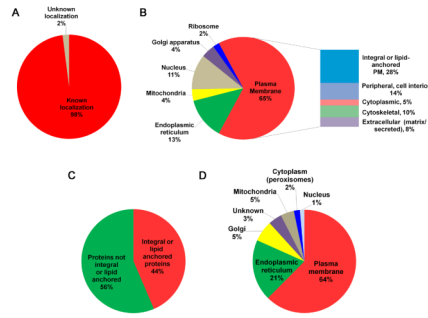 A
Unknown
localization
2%
Known
localization
98%
B
Ribosome
2%
Golgi apparatus
4%
Nucleus
11%
Mitochondria
4%
Endoplasmic
reticulum
13%
Plasma
Membrane
65%
Integral or lipid-
anchored
PM, 28%
Peripheral, cell interio
14%
Cytoplasmic, 5%
Cytoskeletal, 10%
Extracellular (matrix/
secreted), 8%
C
Proteins not
integral
or lipid
anchored
56%
Integral or
lipid
anchored
proteins
44%
D
Cytoplasm
(peroxisomes)
2%
Nucleus
1%
Mitochondria
5%
Unknown
3%
Golgi
5%
Endoplasmic
reticulum
21%
Plasma
membrane
64%